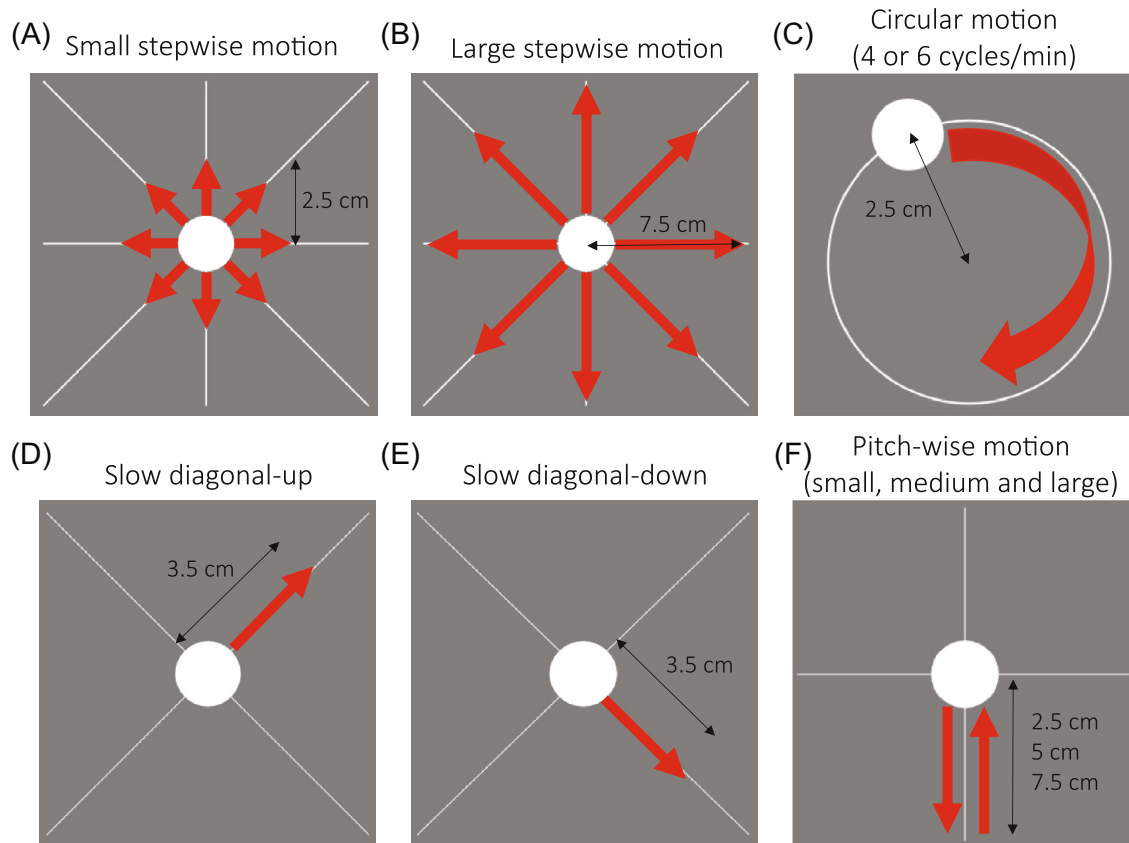 (A)
Small stepwise motion
2.5 cm
(B)
Large stepwise motion
7.5 cm
(C)
Circular motion
(4 or 6 cycles/min)
2.5 cm
(D)
Slow diagonal-up
3.5 cm
(E)
Slow diagonal-down
3.5 cm
(F)
Pitch-wise motion
(small, medium and large)
2.5 cm
5 cm
7.5 cm